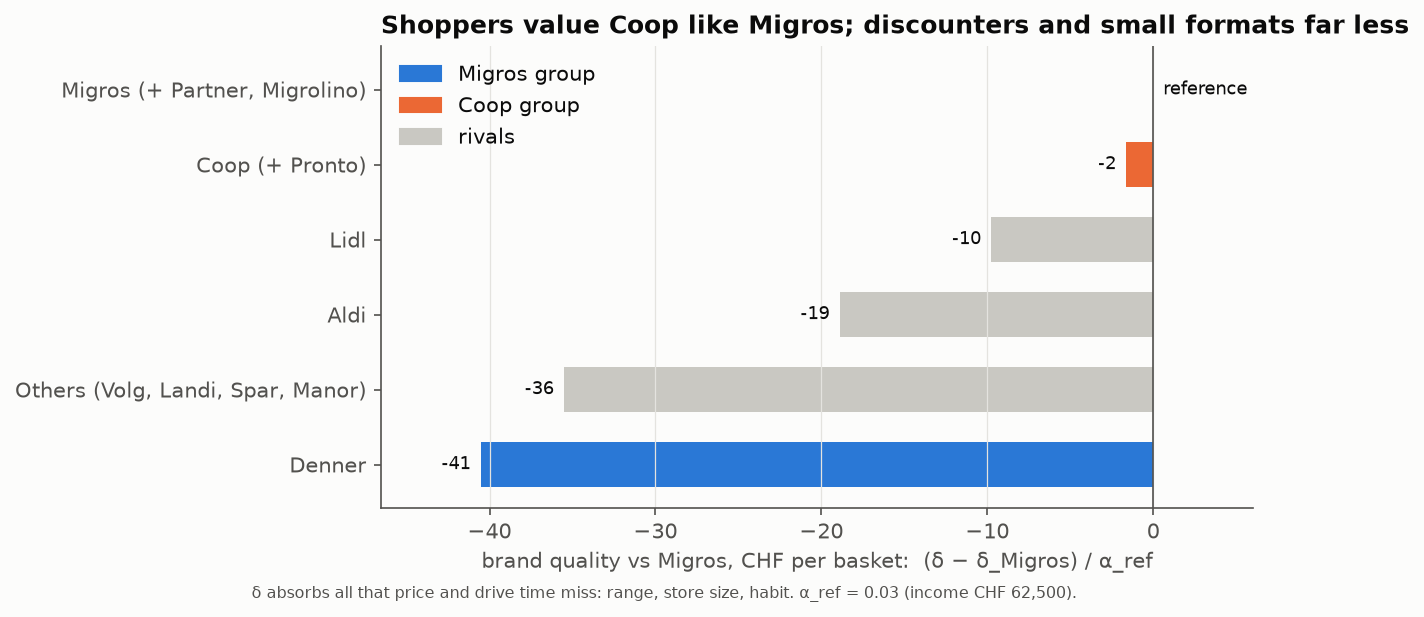 Shoppers value Coop like Migros; discounters and small formats far less
Migros group
Coop group
rivals
Migros (+ Partner, Migrolino)
reference
Coop (+ Pronto)
-2
Lidl
-10
Aldi
-19
Others (Volg, Landi, Spar, Manor)
-36
Denner
-41
−40
−30
−20
−10
0
brand quality vs Migros, CHF per basket:  (δ − δ_Migros) / α_ref
δ absorbs all that price and drive time miss: range, store size, habit. α_ref = 0.03 (income CHF 62,500).